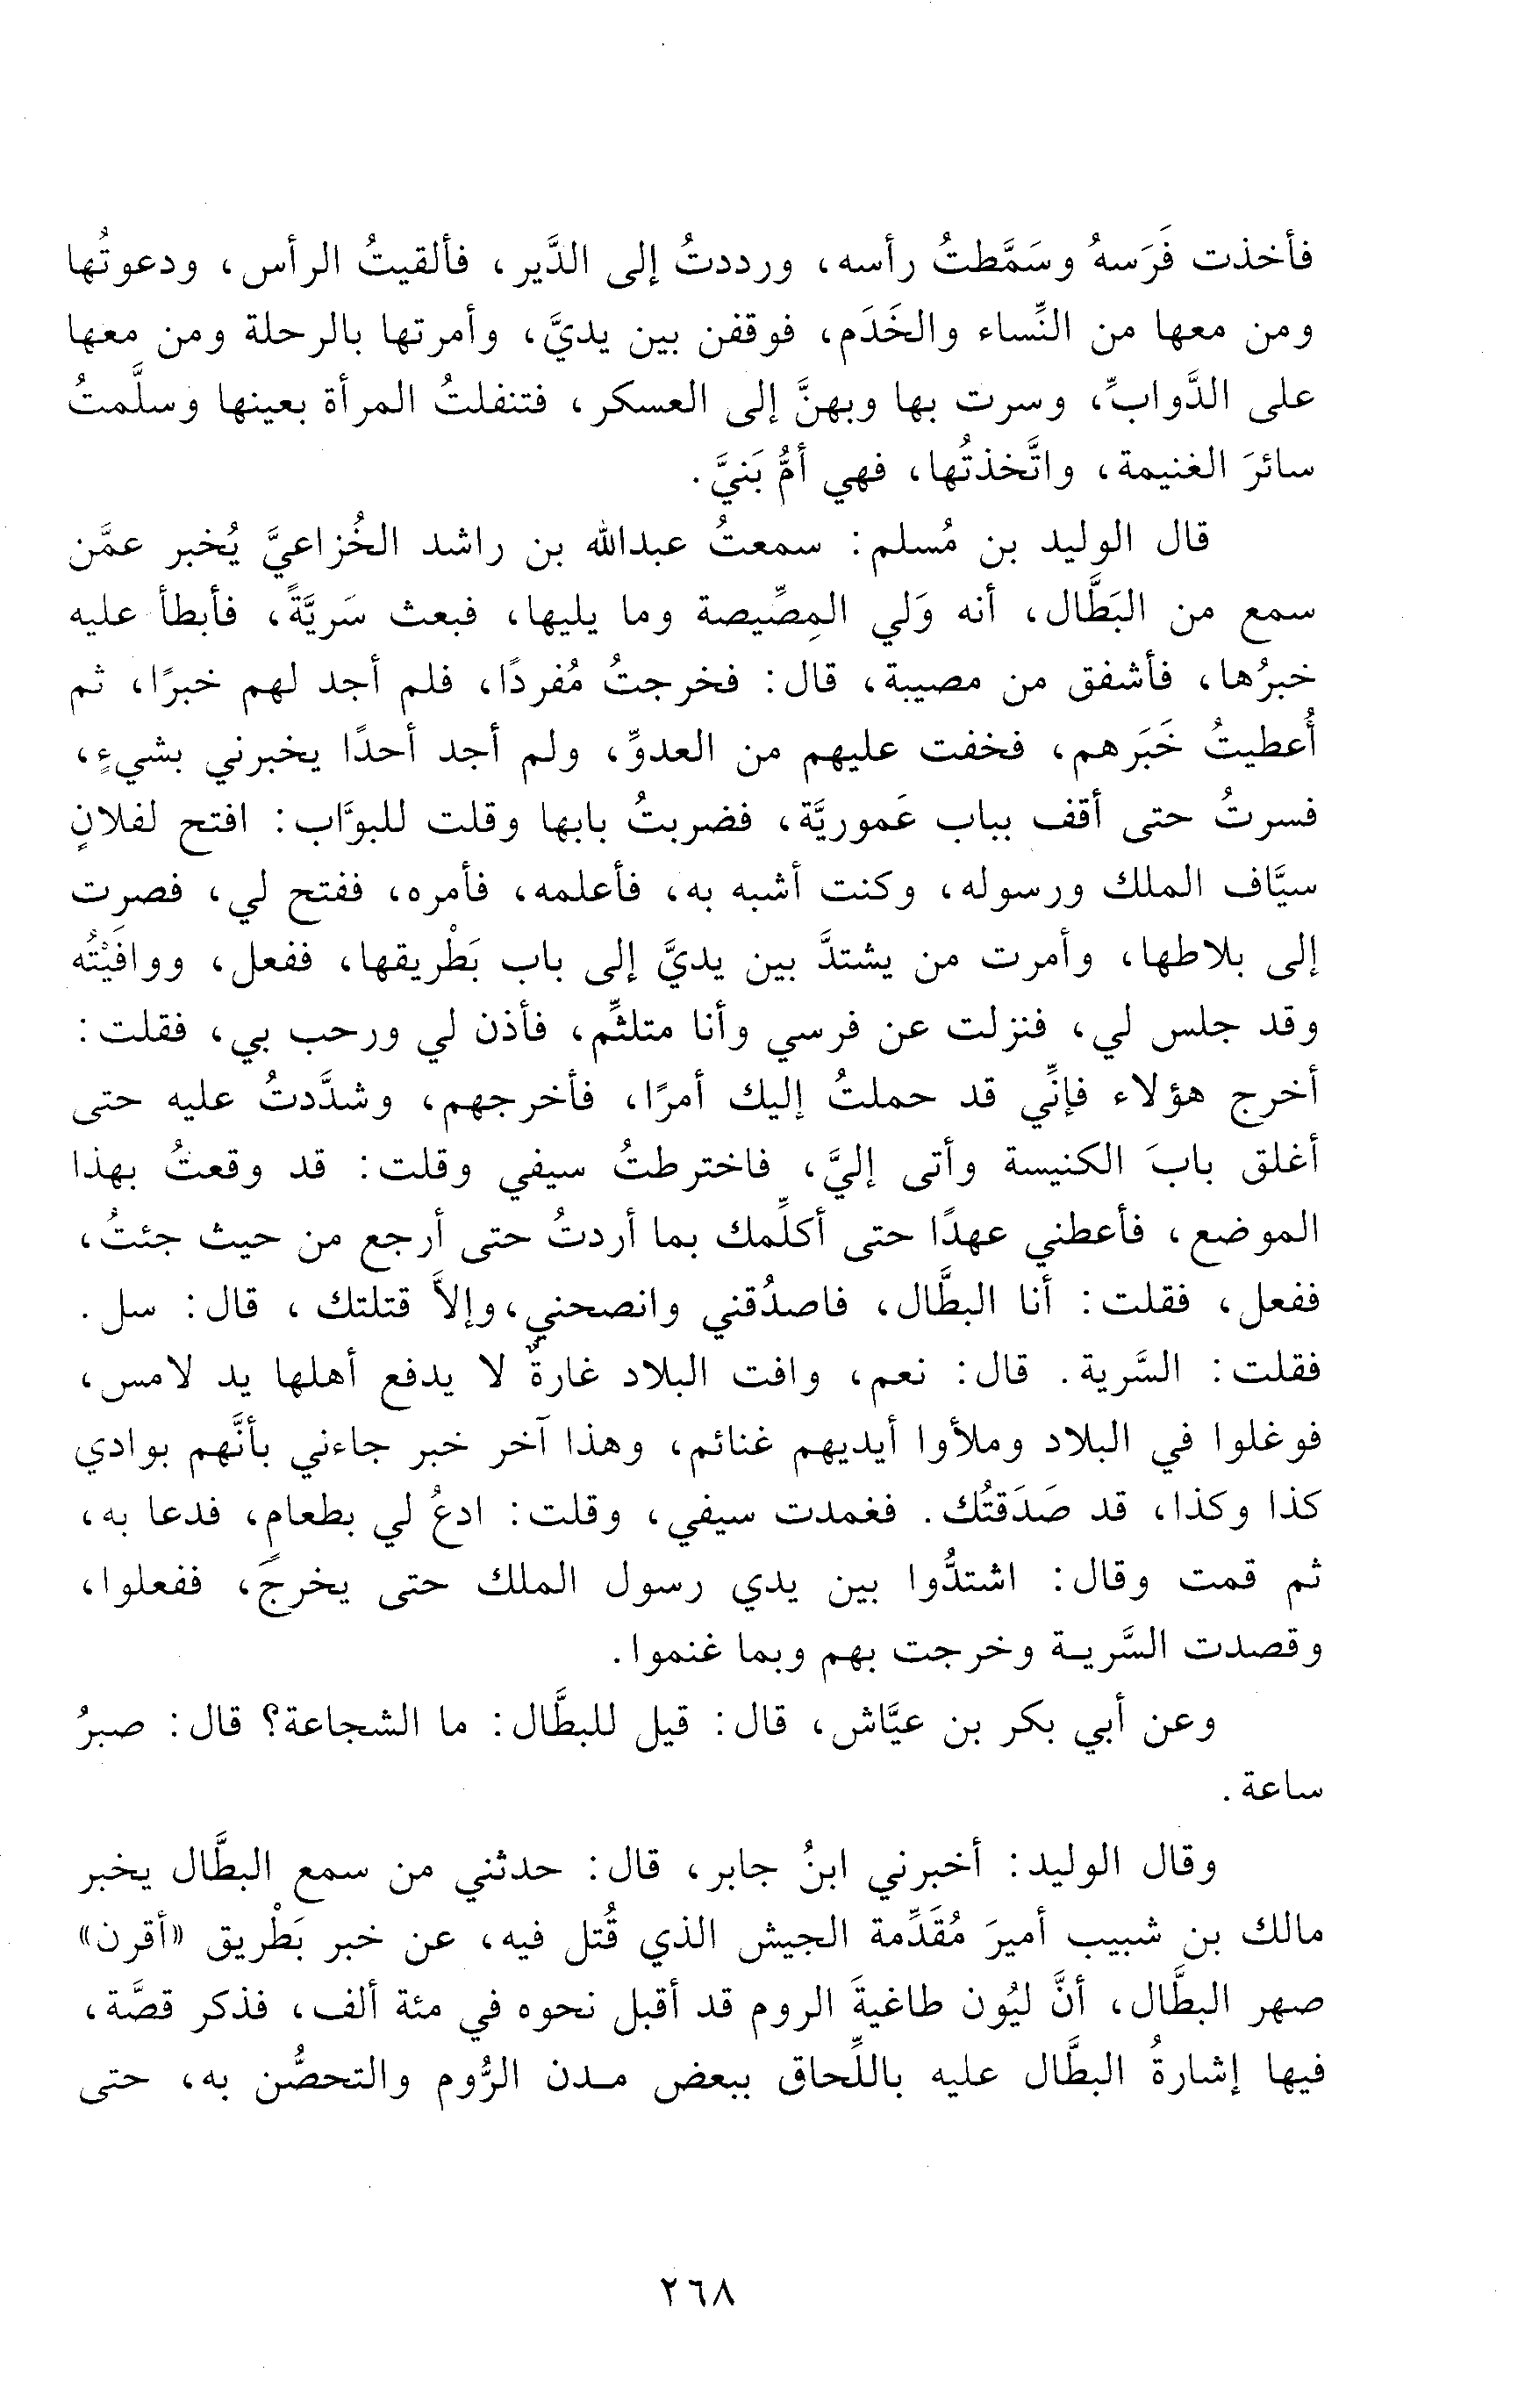 فأخذت فَرَسهُ وسَمَّطتُ رأسه، ورددتُ إلى الدَّير، فألقيتُ الرأس، ودعوتُها
ومن معها من النِّساء والخَدَم، فوقفن بين يديَّ، وأمرتها بالرحلة ومن معها
على الدَّوابِّ، وسرت بها وبهنَّ إلى العسكر، فتنفلتُ المرأة بعينها وسلَّمتُ
سائرَ الغنيمة، واتَّخذتُها، فهي أمُّ بَنيَّ.
قال الوليد بن مُسلم: سمعتُ عبدالله بن راشد الخُزاعيَّ يُخبر عمَّن
سمع من البَطَّال، أنه وَلي المِصِّيصة وما يليها، فبعث سَريَّةً، فأبطأ عليه
خبرُها، فأشفق من مصيبة، قال: فخرجتُ مُفردًا، فلم أجد لهم خبرًا، ثم
أُعطيتُ خَبَرهم، فخفت عليهم من العدوِّ، ولم أجد أحدًا يخبرني بشيءٍ،
فسرتُ حتى أقف بباب عَموريَّة، فضربتُ بابها وقلت للبوَّاب: افتح لفلانٍ
سيَّاف الملك ورسوله، وكنت أشبه به، فأعلمه، فأمره، ففتح لي، فصرت
إلى بلاطها، وأمرت من يشتدَّ بين يديَّ إلى باب بَطْريقها، ففعل، ووافَيْتُه
وقد جلس لي، فنزلت عن فرسي وأنا متلثِّم، فأذن لي ورحب بي، فقلت:
أخرج هؤلاء فإنِّي قد حملتُ إليك أمرًا، فأخرجهم، وشدَّدتُ عليه حتى
أغلق بابَ الكنيسة وأتى إليَّ، فاخترطتُ سيفي وقلت: قد وقعتُ بهذا
الموضع، فأعطني عهدًا حتى أكلِّمك بما أردتُ حتى أرجع من حيث جئتُ،
ففعل، فقلت: أنا البطَّال، فاصدُقني وانصحني، وإلاَّ قتلتك، قال: سل.
فقلت: السَّرية. قال: نعم، وافت البلاد غارةٌ لا يدفع أهلها يد لامس،
فوغلوا في البلاد وملأوا أيديهم غنائم، وهذا آخر خبر جاءني بأنَّهم بوادي
كذا وكذا، قد صَدَقتُك. فغمدت سيفي، وقلت: ادعُ لي بطعامٍ، فدعا به،
ثم قمت وقال: اشتدُّوا بين يدي رسول الملك حتى يخرجَ، ففعلوا،
وقصدت السَّريـة وخرجت بهم وبما غنموا.
وعن أبي بكر بن عيَّاش، قال: قيل للبطَّال: ما الشجاعة؟ قال: صبرُ
ساعة.
وقال الوليد: أخبرني ابنُ جابر، قال: حدثني من سمع البطَّال يخبر
مالك بن شبيب أميرَ مُقَدِّمة الجيش الذي قُتل فيه، عن خبر بَطْريق «أقرن»
صهر البطَّال، أنَّ ليُون طاغيةَ الروم قد أقبل نحوه في مئة ألف، فذكر قصَّة،
فيها إشارةُ البطَّال عليه باللِّحاق ببعض مـدن الرُّوم والتحصُّن به، حتى
٢٦٨